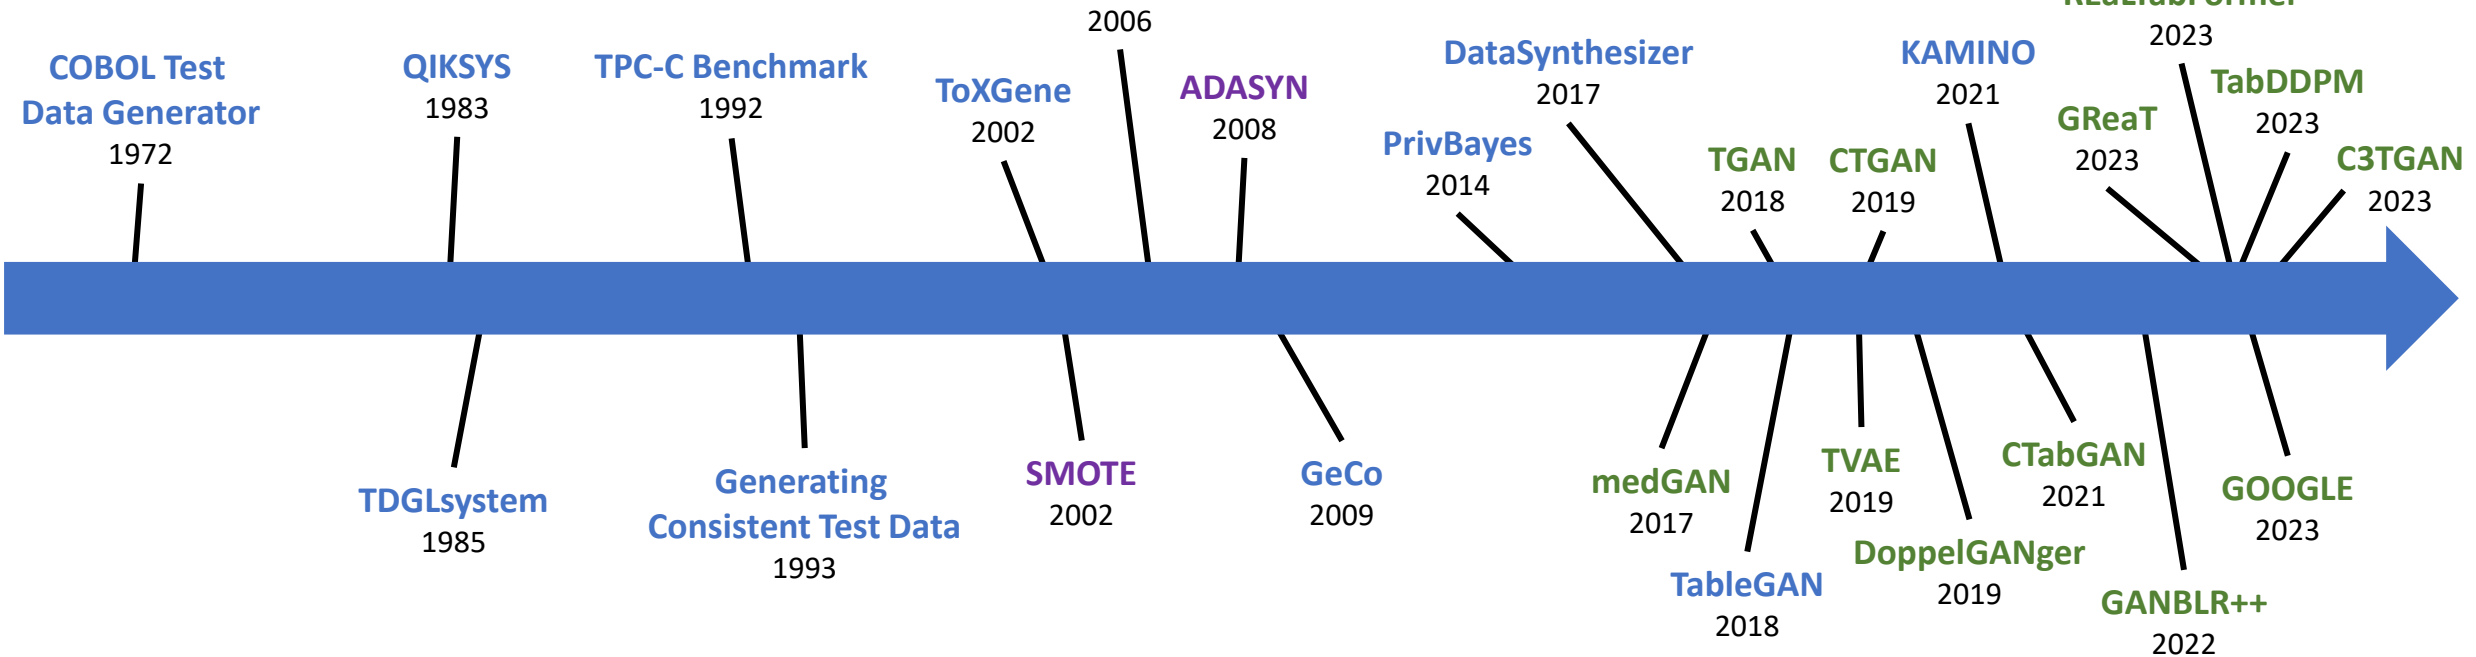 2006
2023
COBOL Test
Data Generator
1972
QIKSYS
1983
TPC-C Benchmark
1992
ToXGene
2002
ADASYN
2008
DataSynthesizer
2017
PrivBayes
2014
TGAN
2018
CTGAN
2019
KAMINO
2021
GReaT
2023
TabDDPM
2023
C3TGAN
2023
TDGLsystem
1985
Generating
Consistent Test Data
1993
SMOTE
2002
GeCo
2009
medGAN
2017
TableGAN
2018
TVAE
2019
DoppelGANger
2019
CTabGAN
2021
GANBLR++
2022
GOOGLE
2023